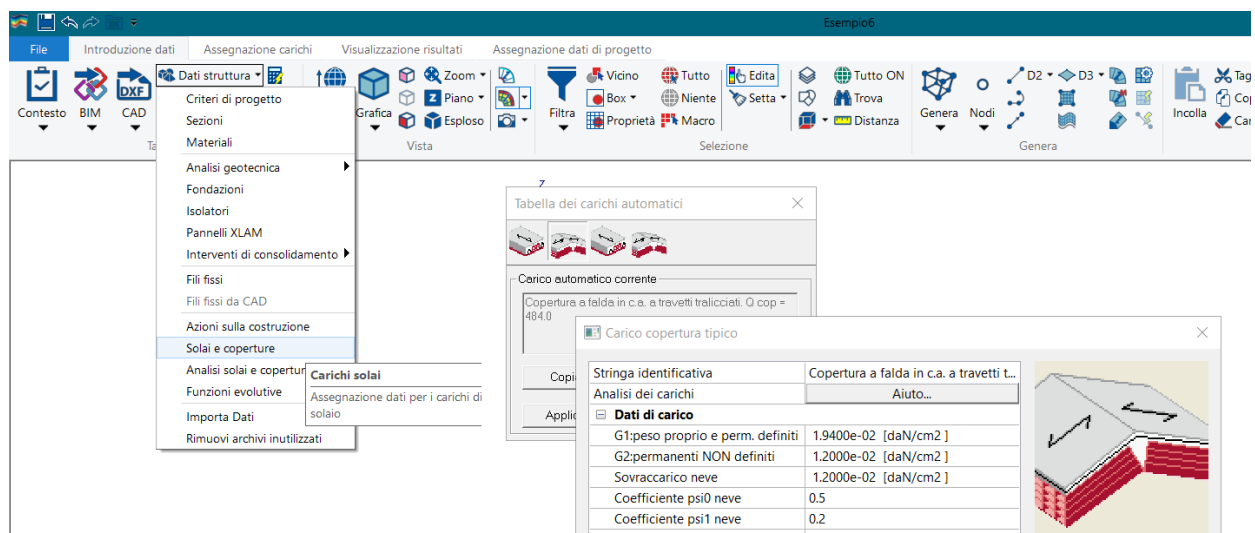 Esempio6
File Introduzione dati Assegnazione carichi Visualizzazione risultati Assegnazione dati di progetto
Contesto
BIM
DXF
CAD
Dati struttura
Criteri di progetto
Sezioni
Materiali
Analisi geotecnica
Fondazioni
Isolatori
Pannelli XLAM
Interventi di consolidamento
Fili fissi
Fili fissi da CAD
Azioni sulla costruzione
Solai e coperture
Analisi solai e copertur
Funzioni evolutive
Importa Dati
Rimuovi archivi inutilizzati
Carichi solai
Assegnazione dati per i carichi di
solaio
Ta
Grafica
Zoom
Z Piano
Esploso
Vista
Filtra
Vicino
Box
Proprietà
Tutto
Niente
Macro
Edita
Setta
Tutto ON
Trova
Distanza
Selezione
Genera
Nodi
D2
D3
Genera
Incolla
Tag
Cop
Can
z
Tabella dei carichi automatici
Carico automatico corrente
Copertura a falda in c.a. a travetti tralicciati. Q cop =
484.0
Copi
Applic
Carico copertura tipico
Stringa identificativa Copertura a falda in c.a. a travetti t...
Analisi dei carichi Aiuto...
Dati di carico
G1:peso proprio e perm. definiti 1.9400e-02 [daN/cm2 ]
G2:permanenti NON definiti 1.2000e-02 [daN/cm2 ]
Sovraccarico neve 1.2000e-02 [daN/cm2 ]
Coefficiente psi0 neve 0.5
Coefficiente psi1 neve 0.2